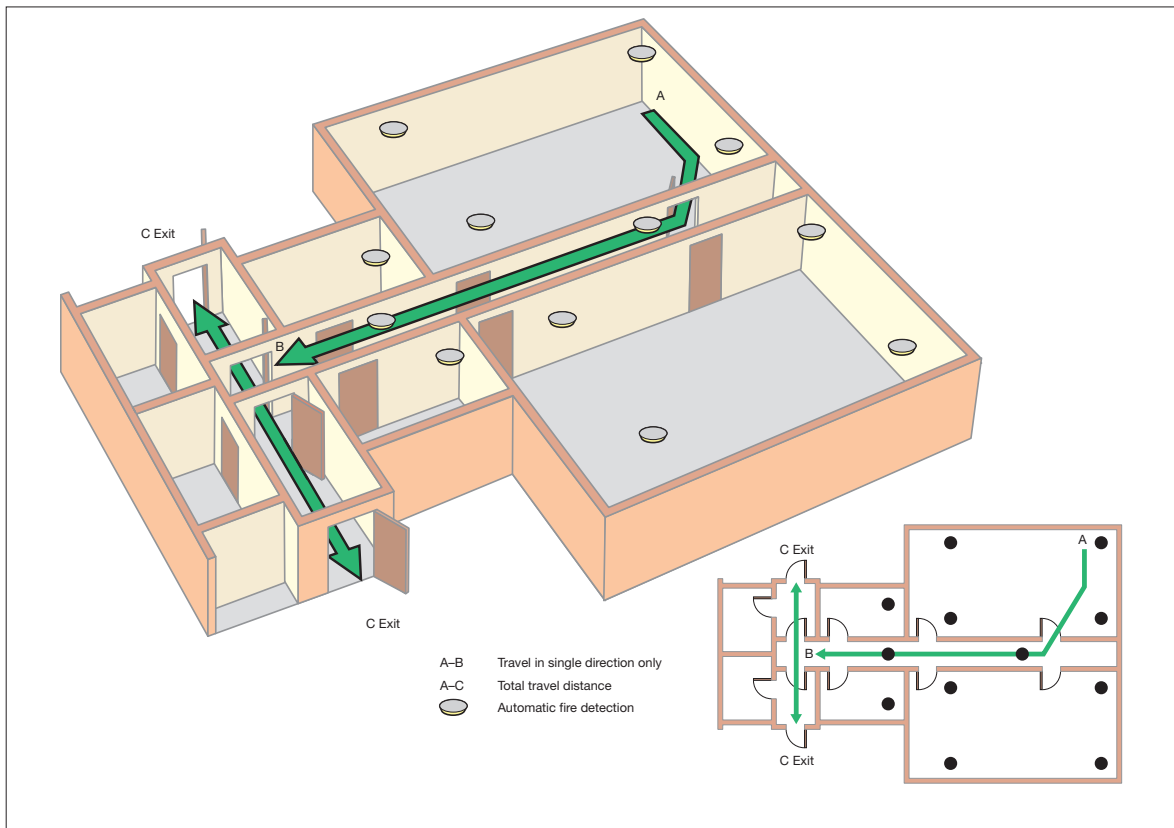 A
C Exit
B
C Exit
A–B Travel in single direction only
A–C Total travel distance
Automatic fire detection
C Exit
A
B
C Exit